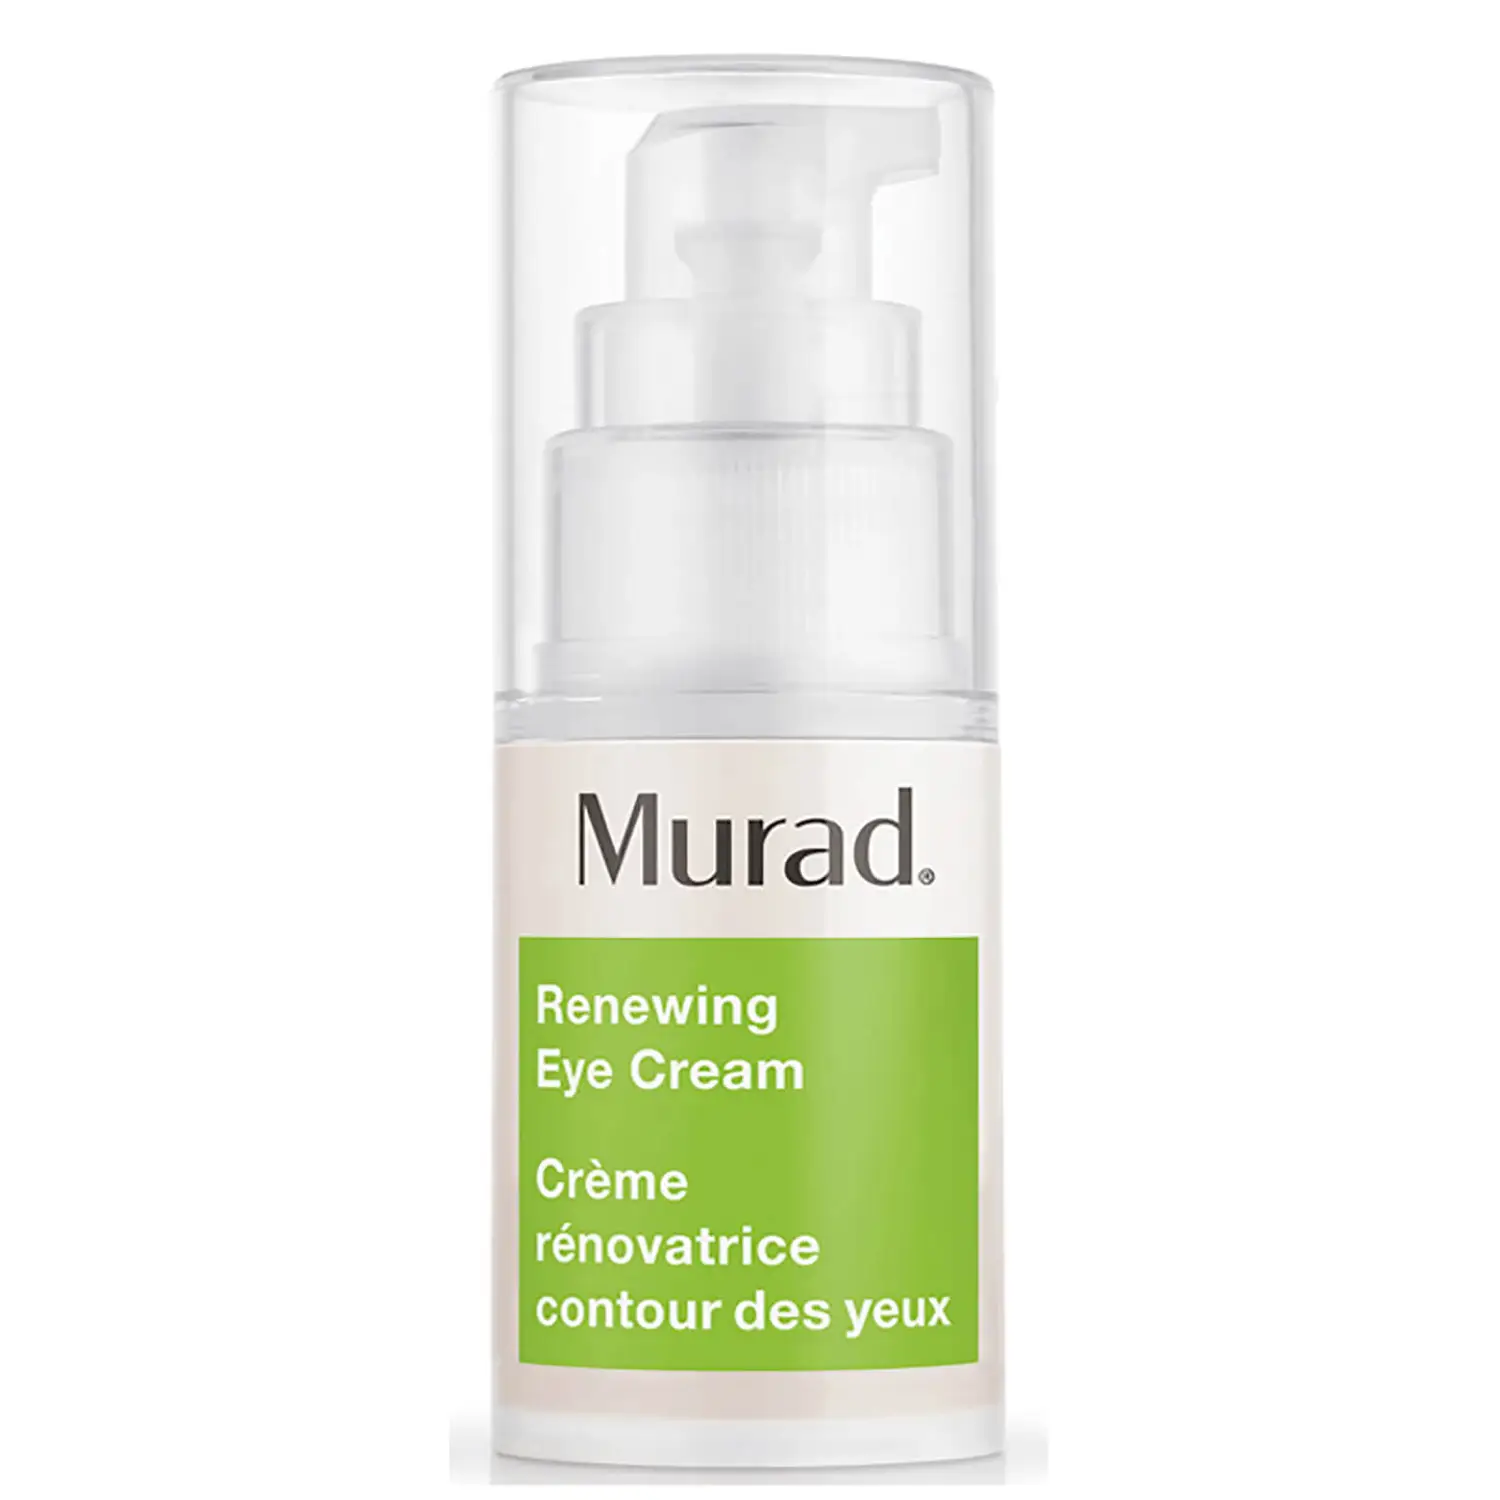 Murad.®
Renewing
Eye Cream
Crème
rénovatrice
contour des yeux